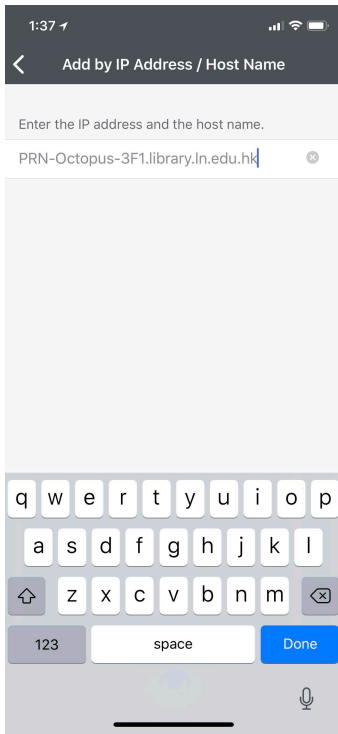 1:37
Add by IP Address / Host Name
Enter the IP address and the host name.
PRN-Octopus-3F1.library.ln.edu.hk
q w e r t y u i o p
a s d f g h j k l
z x c v b n m
123 space Done